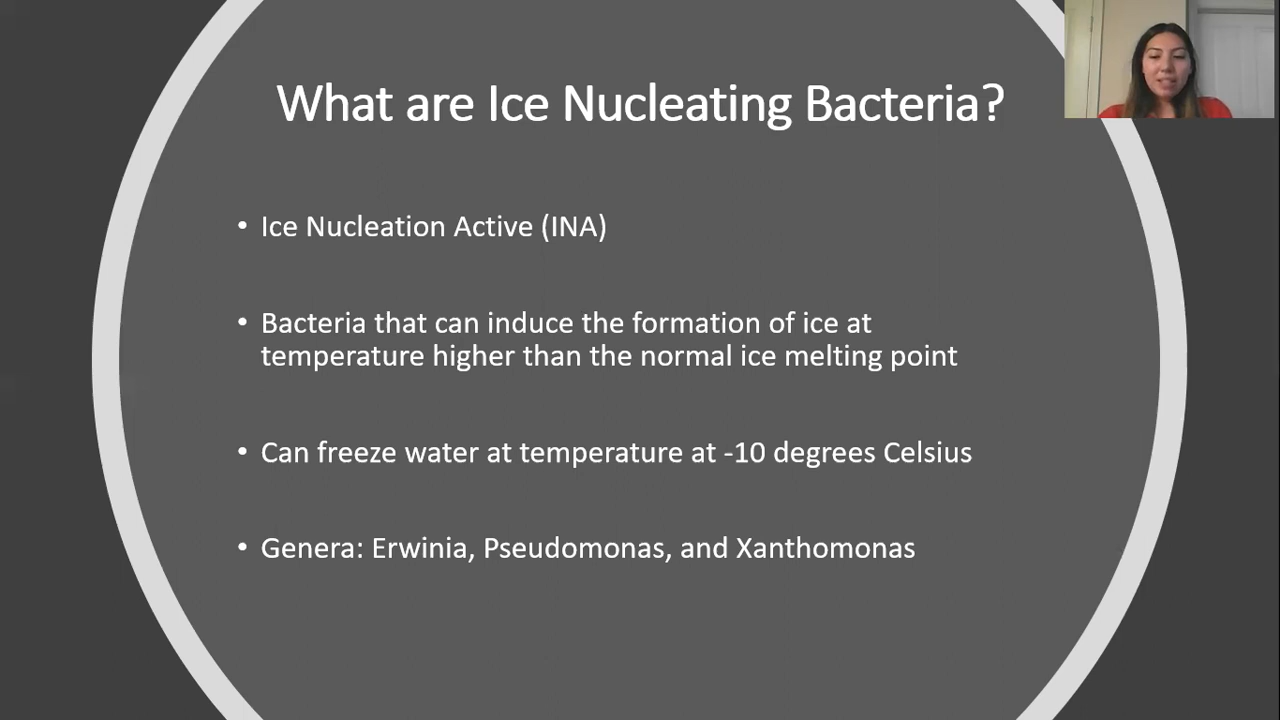 What are Ice Nucleating Bacteria?
• Ice Nucleation Active (INA)
• Bacteria that can induce the formation of ice at
temperature higher than the normal ice melting point
• Can freeze water at temperature at -10 degrees Celsius
• Genera: Erwinia, Pseudomonas, and Xanthomonas